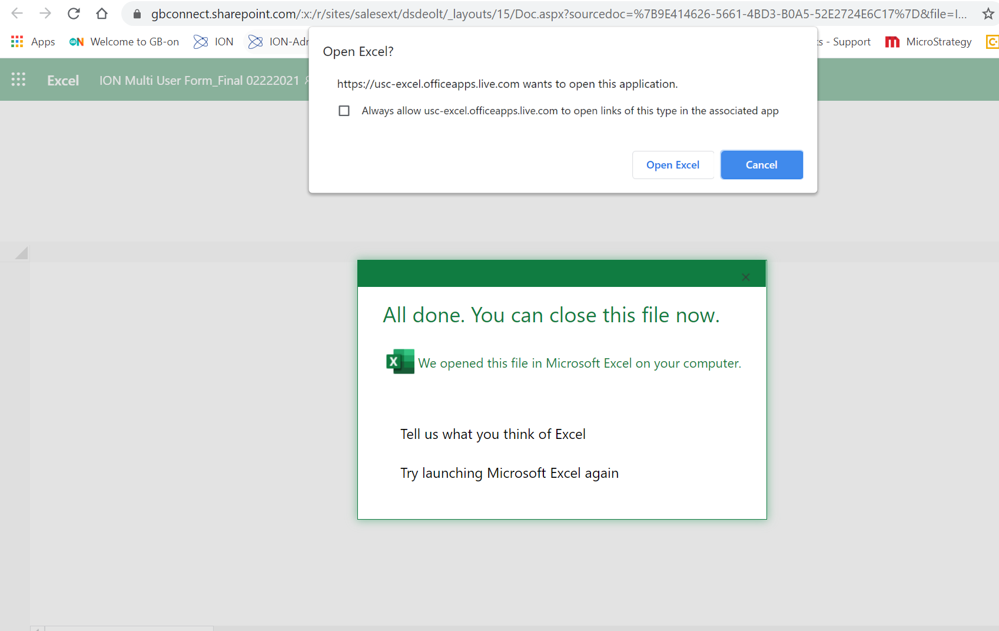 gbconnect.sharepoint.com/:x:/r/sites/salesext/dsdeolt/_layouts/15/Doc.aspx?sourcedoc=%7B9E414626-5661-4BD3-B0A5-52E2724E6C17%7D&file=I...
Apps Welcome to GB-on ION ION-Adr s - Support MicroStrategy
Excel ION Multi User Form_Final 02222021
Open Excel?
https://usc-excel.officeapps.live.com wants to open this application.
Always allow usc-excel.officeapps.live.com to open links of this type in the associated app
Open Excel Cancel
All done. You can close this file now.
We opened this file in Microsoft Excel on your computer.
Tell us what you think of Excel
Try launching Microsoft Excel again